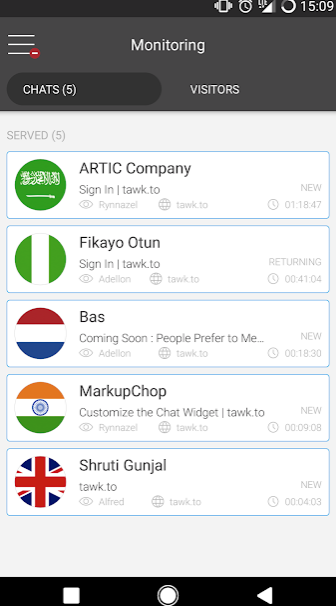 15:09
Monitoring
CHATS (5)
VISITORS
SERVED (5)
ARTIC Company
Sign In | tawk.to
NEW
Rynnazel tawk.to 01:18:47
Fikayo Otun
Sign In | tawk.to
RETURNING
Adellon tawk.to 00:41:04
Bas
Coming Soon : People Prefer to Me...
NEW
Adellon tawk.to 00:18:30
MarkupChop
Customize the Chat Widget | tawk.to
NEW
Rynnazel tawk.to 00:09:08
Shruti Gunjal
tawk.to
NEW
Alfred tawk.to 00:04:03